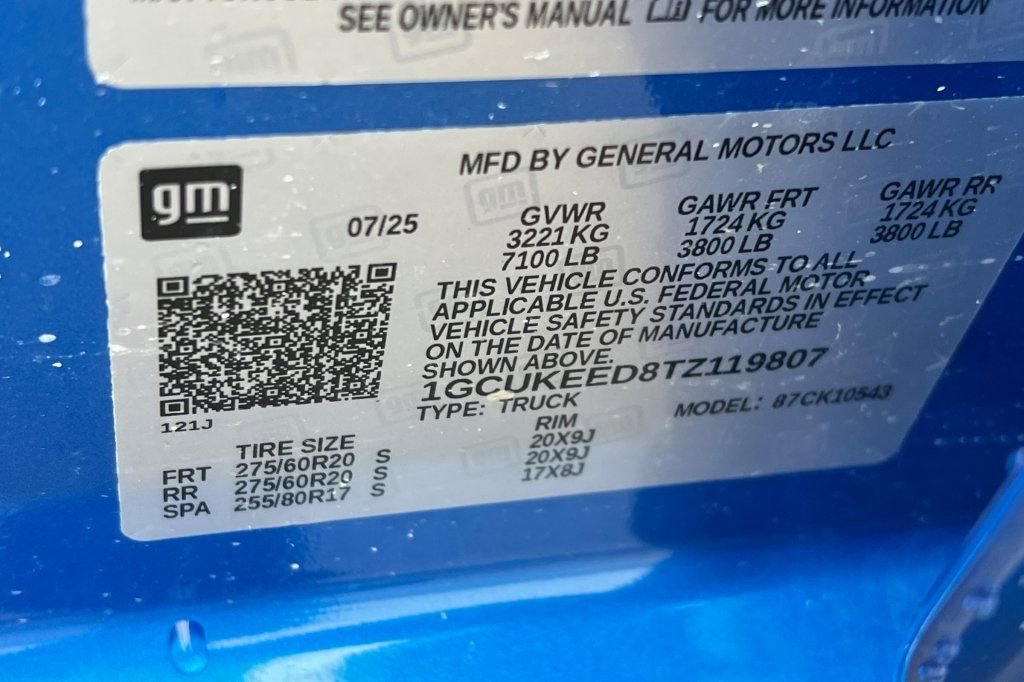 SEE OWNER'S MANUAL FOR MORE INFORMATION
gm
MFD BY GENERAL MOTORS LLC
07/25
GVWR GAWR FRT GAWR RR
3221 KG 1724 KG 1724 KG
7100 LB 3800 LB 3800 LB
THIS VEHICLE CONFORMS TO ALL
APPLICABLE U.S. FEDERAL MOTOR
VEHICLE SAFETY STANDARDS IN EFFECT
ON THE DATE OF MANUFACTURE
SHOWN ABOVE.
1GCUKEED8TZ119807
TYPE: TRUCK MODEL: 87CK10543
121J
TIRE SIZE RIM
FRT 275/60R20 S 20X9J
RR 275/60R20 S 20X9J
SPA 255/80R17 S 17X8J